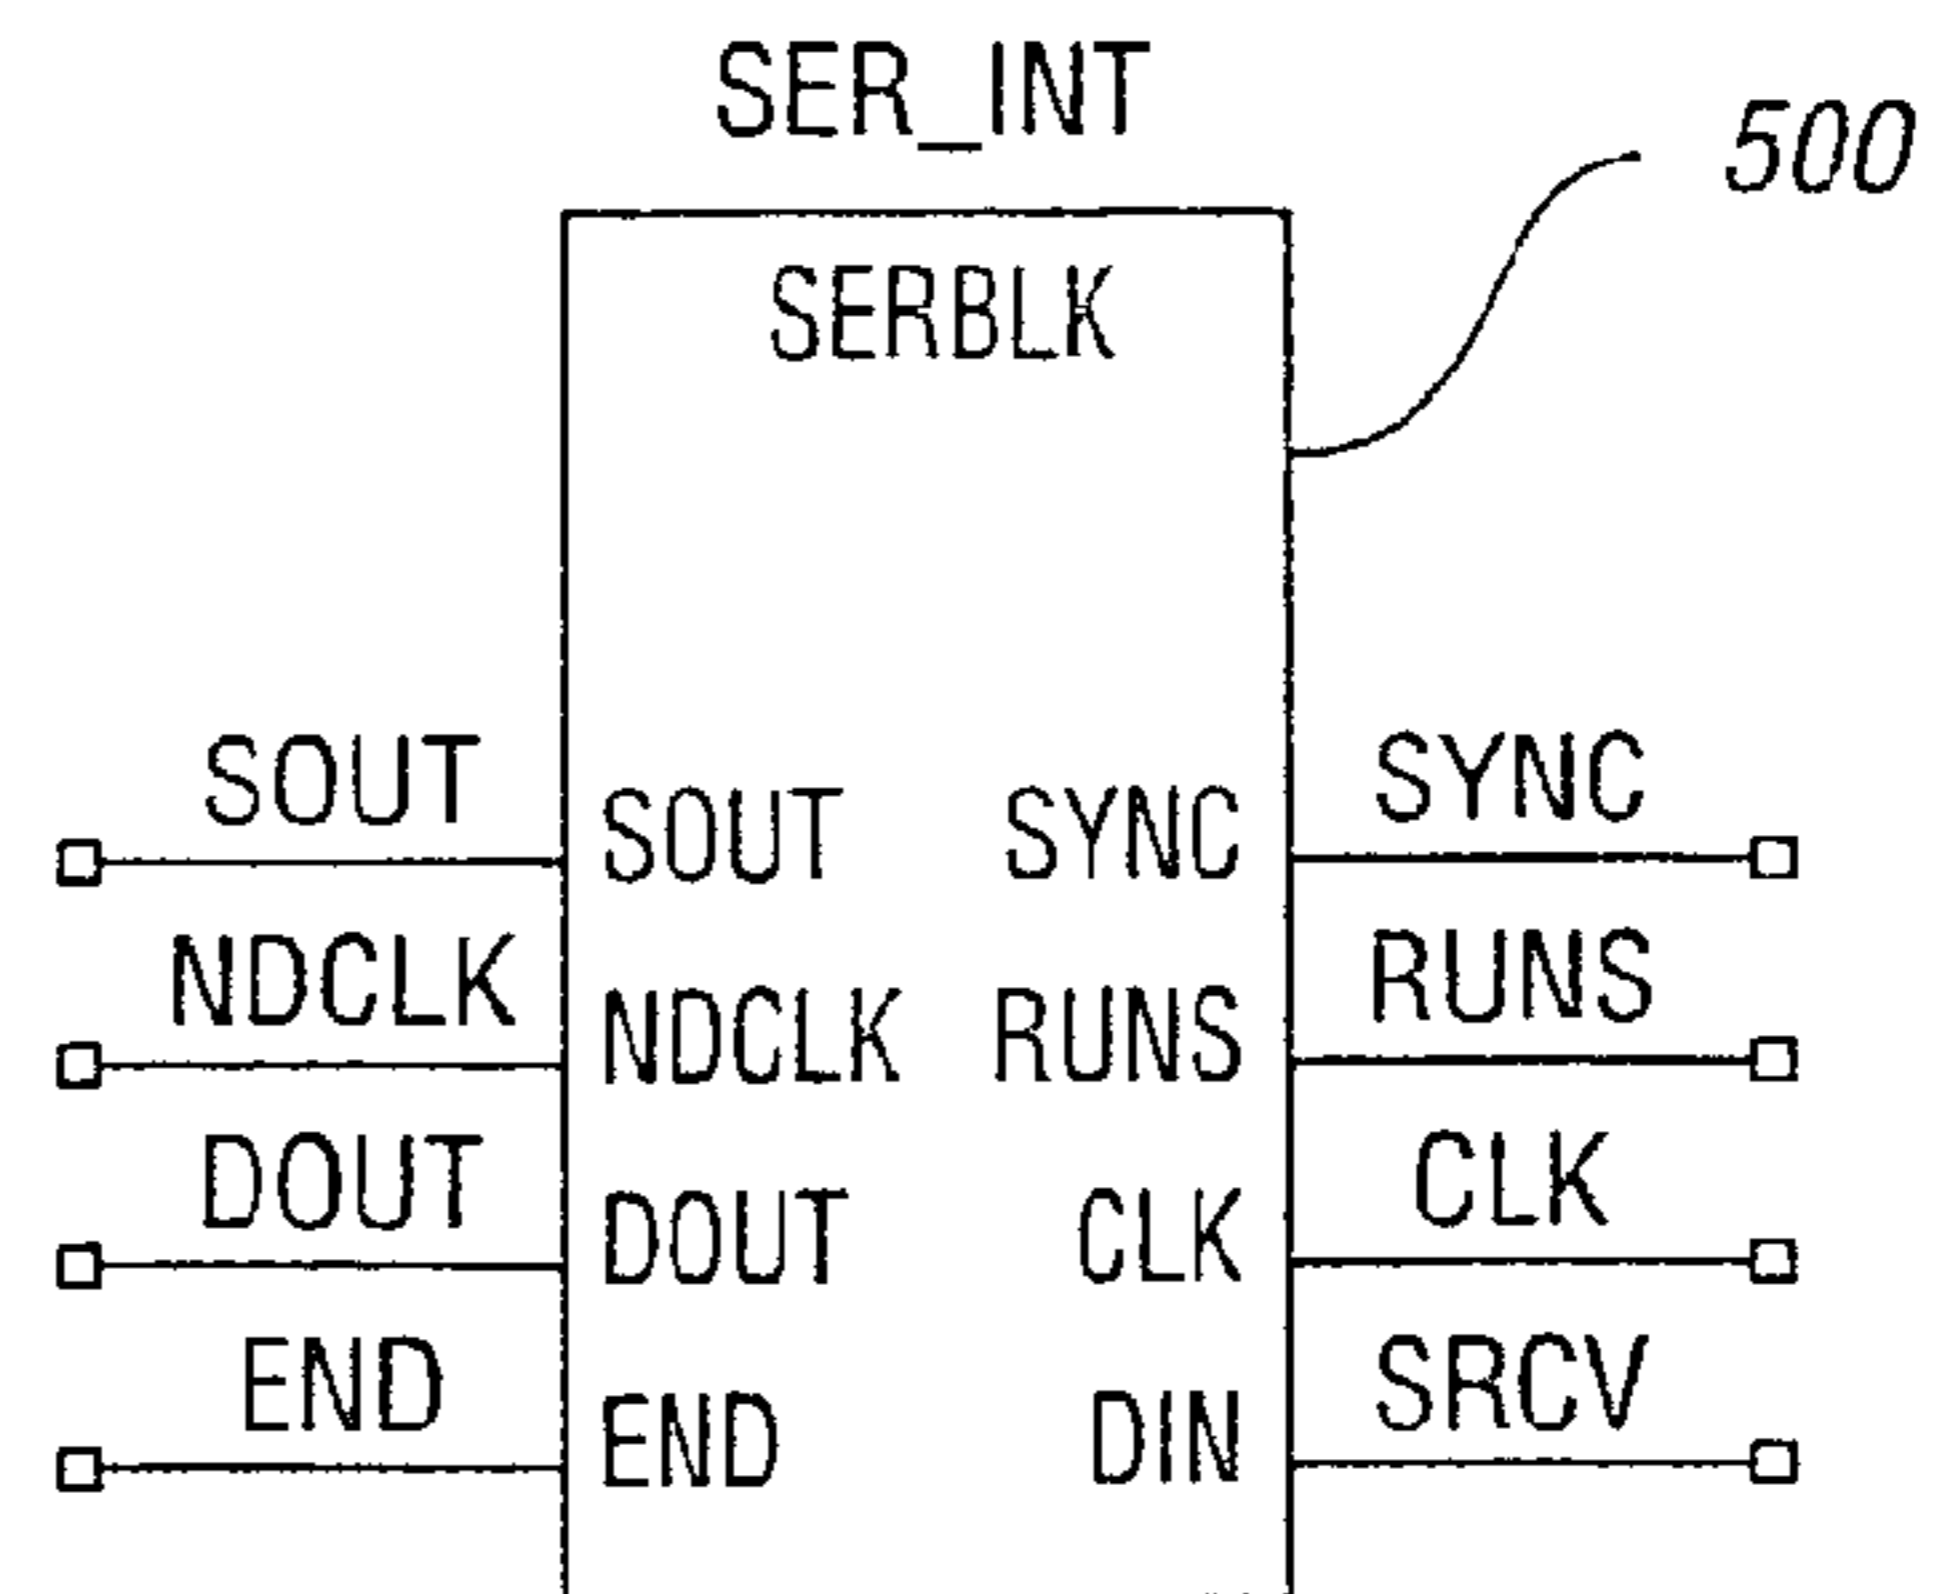 SER_INT
500
SERBLK
SOUT SYNC
SOUT SYNC
NDCLK RUNS
NDCLK RUNS
DOUT CLK
DOUT CLK
END SRCV
END DIN